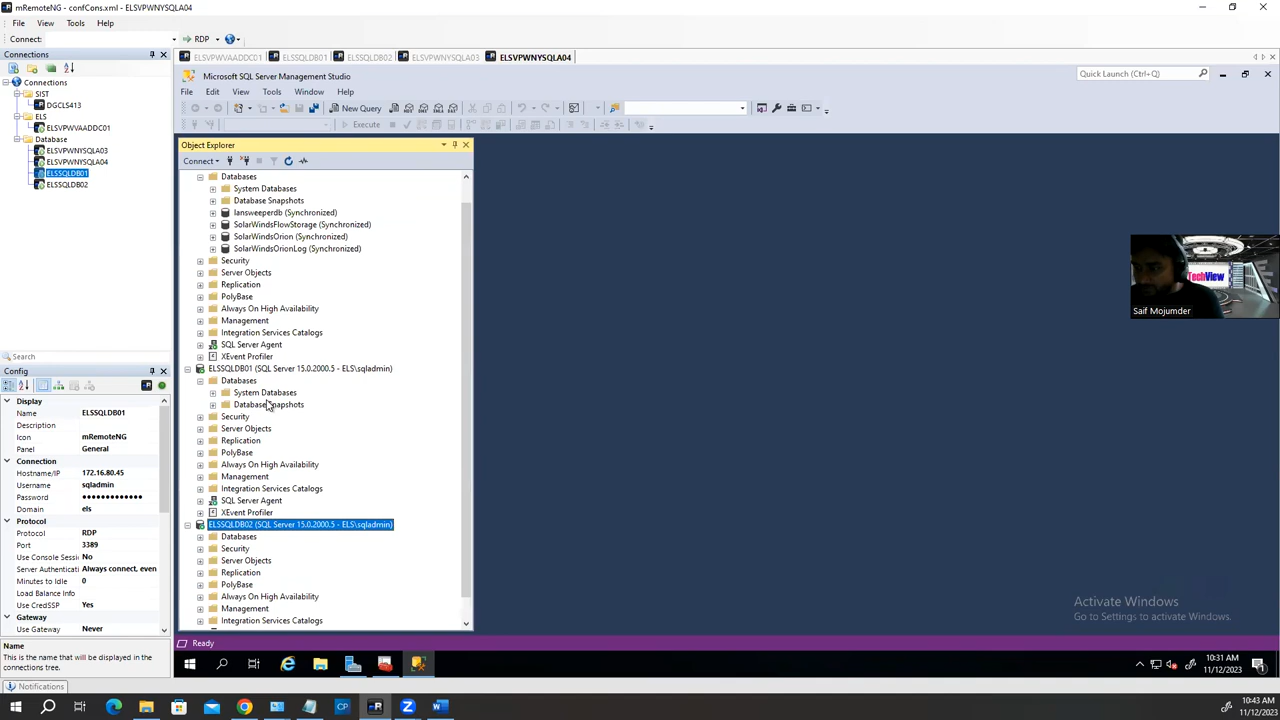 mRemoteNG - confCons.xml - ELSVPWNYSQLA04
File View Tools Help
Connect: RDP
Connections
Connections
SIST
DGCLS413
ELS
ELSVPWVAADDC01
Database
ELSVPWNYSQLA03
ELSVPWNYSQLA04
ELSSQLDB01
ELSSQLDB02
Search
Config
Display
Name ELSSQLDB01
Description
Icon mRemoteNG
Panel General
Connection
Hostname/IP 172.16.80.45
Username sqladmin
Password ●●●●●●●●●●●●●
Domain els
Protocol
Protocol RDP
Port 3389
Use Console Sessi No
Server Authenticati Always connect, even
Minutes to Idle 0
Load Balance Info
Use CredSSP Yes
Gateway
Use Gateway Never
Name
This is the name that will be displayed in the connections tree.
Notifications
ELSVPWVAADDC01 ELSSQLDB01 ELSSQLDB02 ELSVPWNYSQLA03 ELSVPWNYSQLA04
Microsoft SQL Server Management Studio
Quick Launch (Ctrl+Q)
File Edit View Tools Window Help
New Query
Execute
Object Explorer
Connect
Databases
System Databases
Database Snapshots
lansweeperdb (Synchronized)
SolarWindsFlowStorage (Synchronized)
SolarWindsOrion (Synchronized)
SolarWindsOrionLog (Synchronized)
Security
Server Objects
Replication
PolyBase
Always On High Availability
Management
Integration Services Catalogs
SQL Server Agent
XEvent Profiler
ELSSQLDB01 (SQL Server 15.0.2000.5 - ELS\sqladmin)
Databases
System Databases
Database Snapshots
Security
Server Objects
Replication
PolyBase
Always On High Availability
Management
Integration Services Catalogs
SQL Server Agent
XEvent Profiler
ELSSQLDB02 (SQL Server 15.0.2000.5 - ELS\sqladmin)
Databases
Security
Server Objects
Replication
PolyBase
Always On High Availability
Management
Integration Services Catalogs
TechView
Saif Mojumder
Activate Windows
Go to Settings to activate Windows.
Ready
10:31 AM
11/12/2023
10:43 AM
11/12/2023